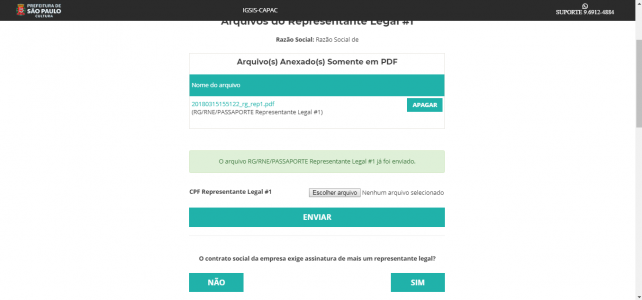 PREFEITURA DE
SÃO PAULO
CULTURA
IGSIS-CAPAC
SUPORTE 9.6912-4884
Arquivos do Representante Legal #1
Razão Social: Razão Social de
Arquivo(s) Anexado(s) Somente em PDF
Nome do arquivo
20180315155122_rg_rep1.pdf
APAGAR
(RG/RNE/PASSAPORTE Representante Legal #1)
O arquivo RG/RNE/PASSAPORTE Representante Legal #1 já foi enviado.
CPF Representante Legal #1
Escolher arquivo Nenhum arquivo selecionado
ENVIAR
O contrato social da empresa exige assinatura de mais um representante legal?
NÃO
SIM